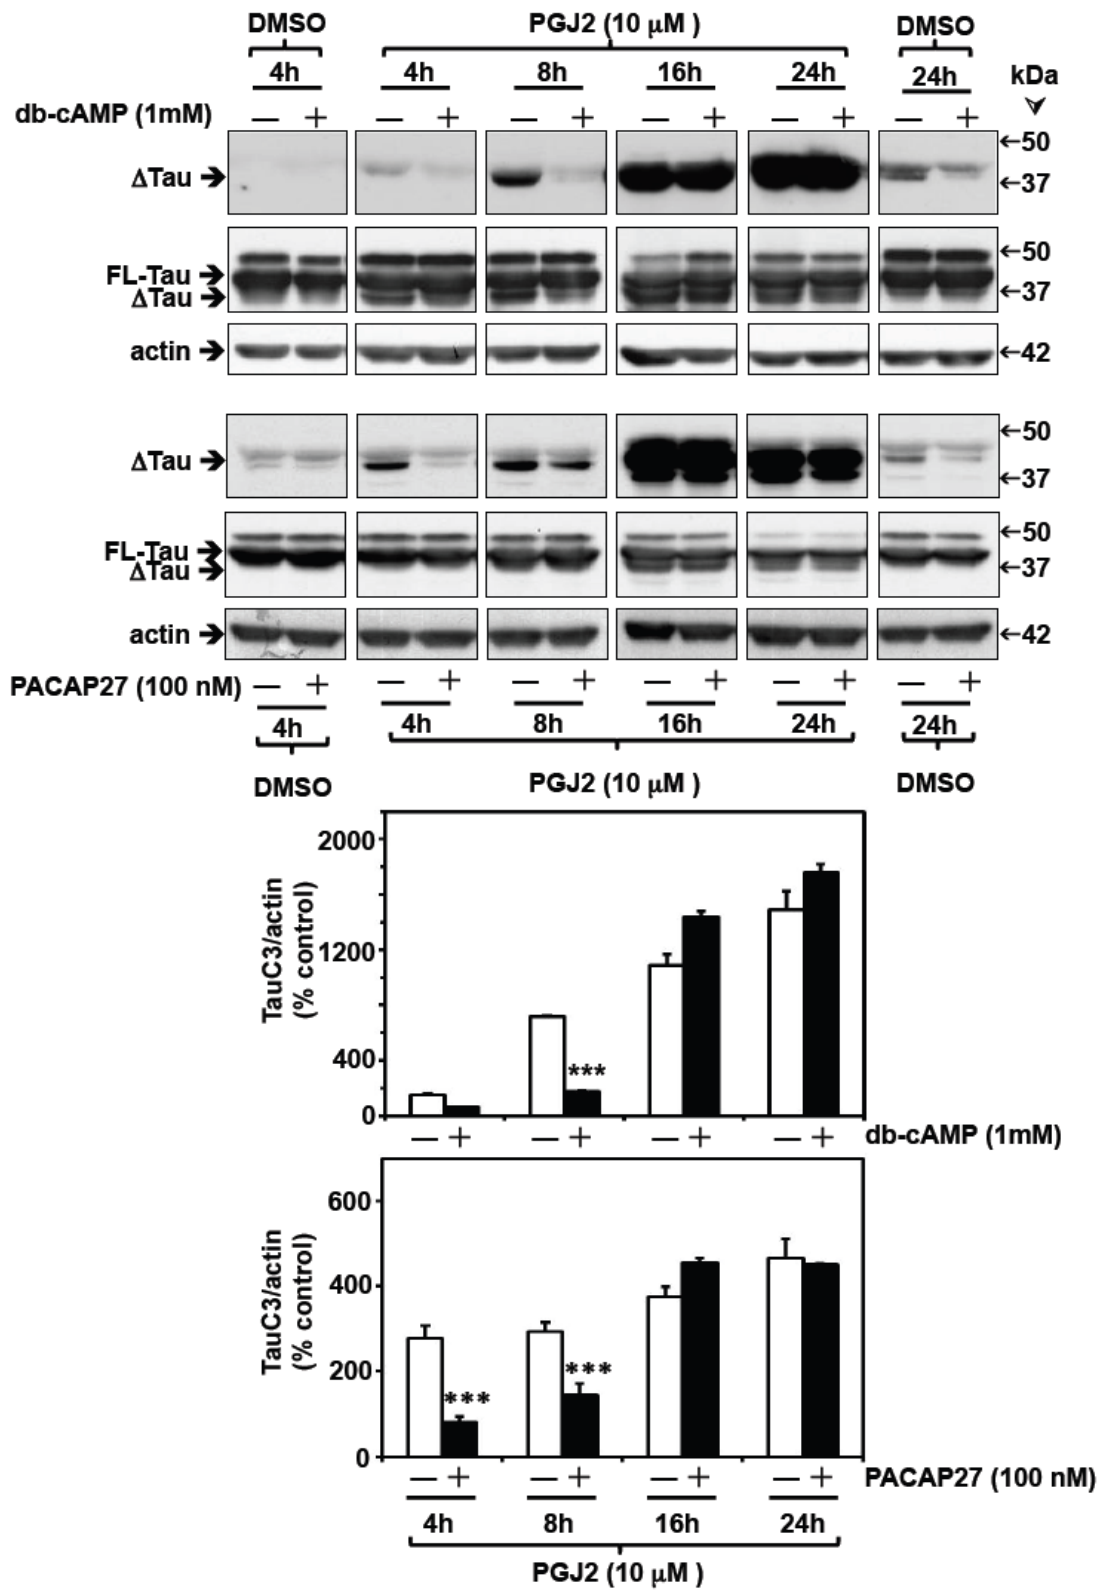 DMSO PGJ2 (10 µM ) DMSO
4h 4h 8h 16h 24h 24h kDa
db-cAMP (1mM) — + — + — + — + — + — +
←50
ΔTau ➔ ←37
←50
FL-Tau ➔
ΔTau ➔ ←37
actin ➔ ←42
←50
ΔTau ➔
←37
←50
FL-Tau ➔
ΔTau ➔ ←37
actin ➔ ←42
PACAP27 (100 nM) — + — + — + — + — + — +
4h 4h 8h 16h 24h 24h
DMSO PGJ2 (10 µM ) DMSO
TauC3/actin
(% control)
2000
1200
400
0
***
— + — + — + — + db-cAMP (1mM)
TauC3/actin
(% control)
600
400
200
0
*** ***
— + — + — + — + PACAP27 (100 nM)
4h 8h 16h 24h
PGJ2 (10 µM )